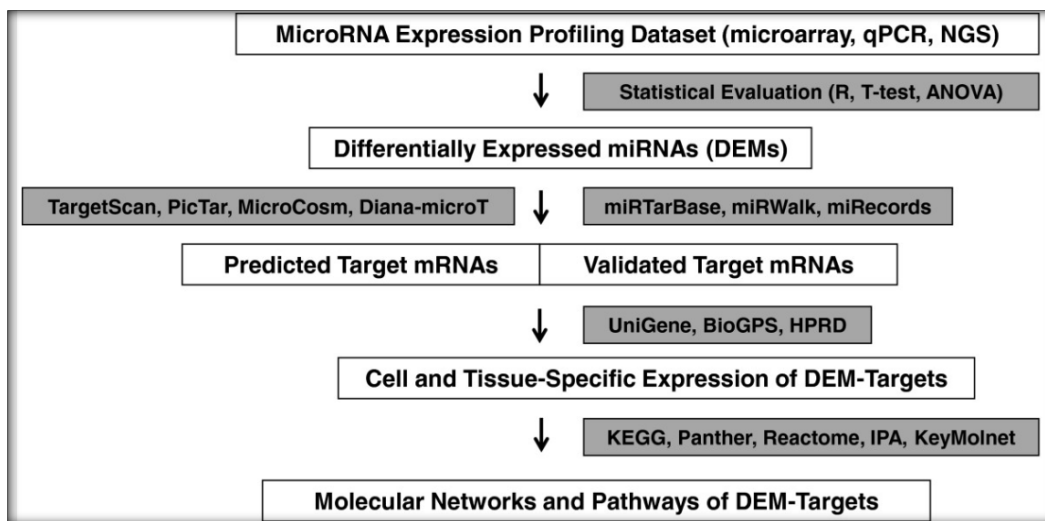 MicroRNA Expression Profiling Dataset (microarray, qPCR, NGS)
Statistical Evaluation (R, T-test, ANOVA)
Differentially Expressed miRNAs (DEMs)
TargetScan, PicTar, MicroCosm, Diana-microT
miRTarBase, miRWalk, miRecords
Predicted Target mRNAs
Validated Target mRNAs
UniGene, BioGPS, HPRD
Cell and Tissue-Specific Expression of DEM-Targets
KEGG, Panther, Reactome, IPA, KeyMolnet
Molecular Networks and Pathways of DEM-Targets